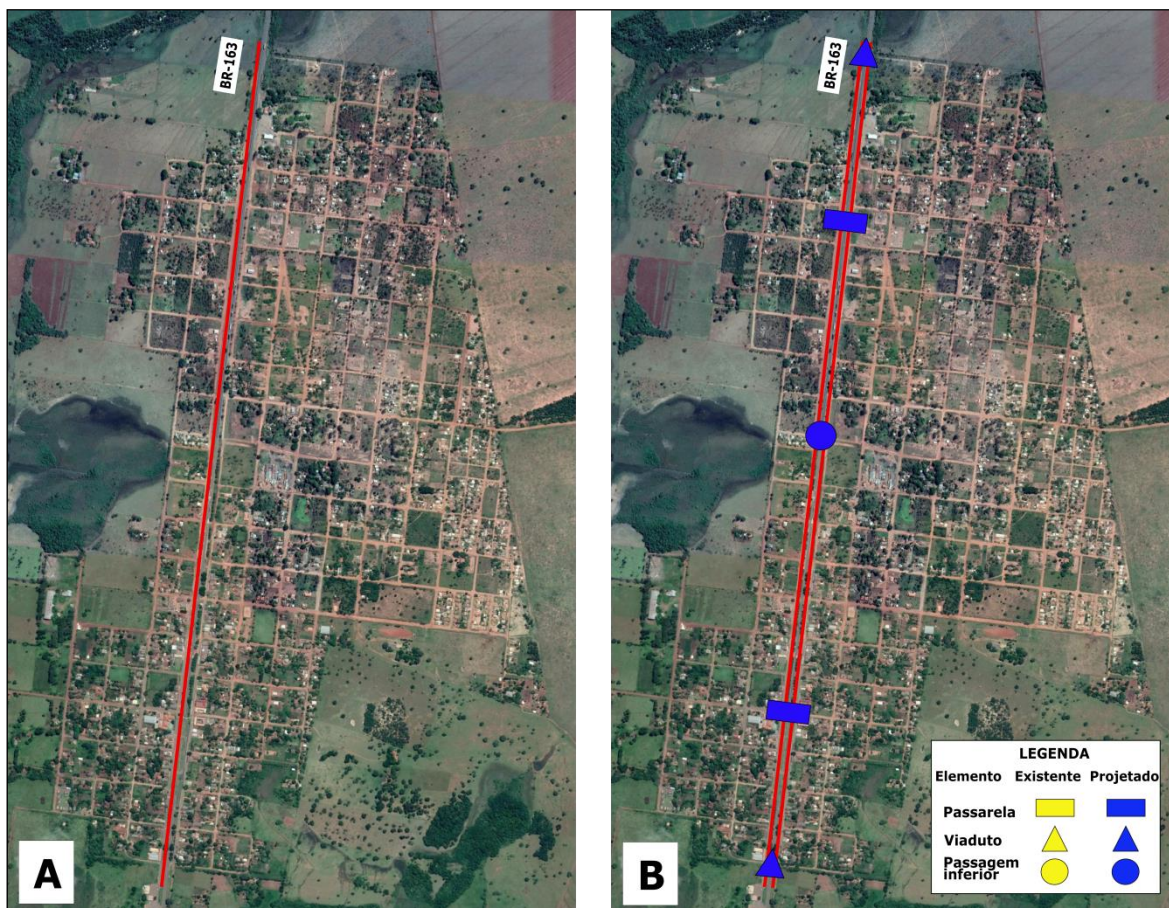 BR-163
A
BR-163
B
LEGENDA
Elemento Existente Projetado
Passarela
Viaduto
Passagem
inferior